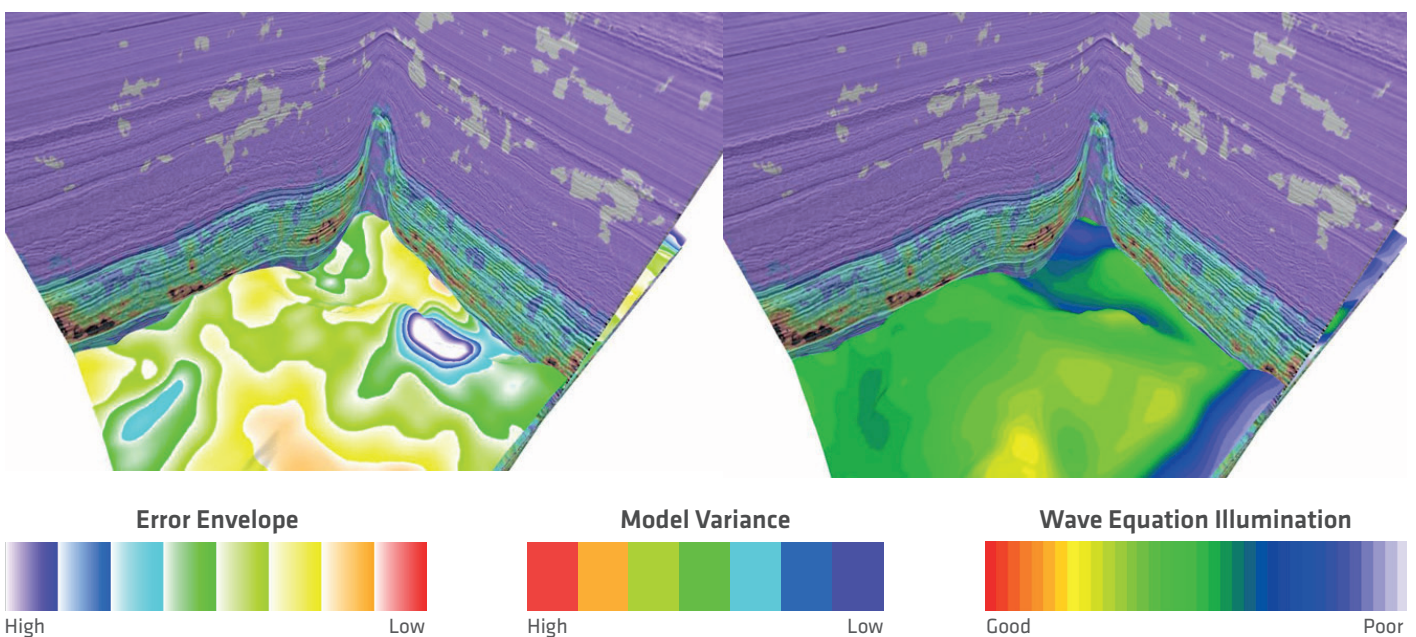 Error Envelope
Model Variance
Wave Equation Illumination
High Low
High Low
Good Poor